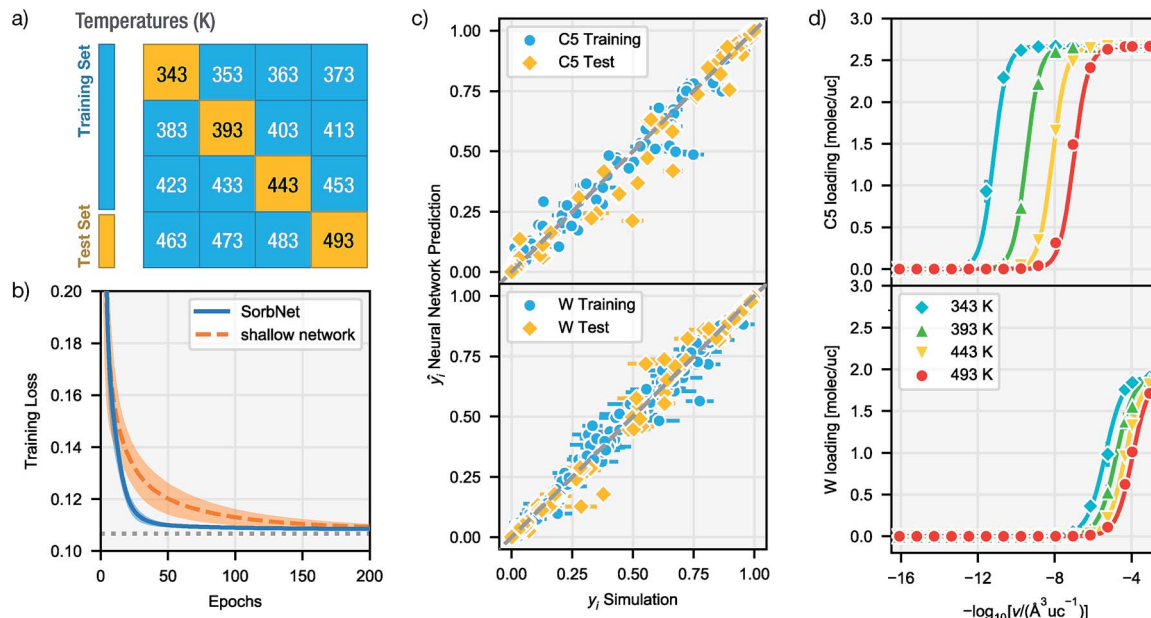 a)
Temperatures (K)
Training Set
Test Set
343 353 363 373
383 393 403 413
423 433 443 453
463 473 483 493
b)
0.20
0.18
0.16
0.14
0.12
0.10
Training Loss
SorbNet
shallow network
0 50 100 150 200
Epochs
c)
C5 Training
C5 Test
1.00
0.75
0.50
0.25
0.00
W Training
W Test
1.00
0.75
0.50
0.25
0.00
ŷᵢ Neural Network Prediction
0.00 0.25 0.50 0.75 1.00
yᵢ Simulation
d)
3.0
2.5
2.0
1.5
1.0
0.5
0.0
C5 loading [molec/uc]
3.0
2.5
2.0
1.5
1.0
0.5
0.0
W loading [molec/uc]
343 K
393 K
443 K
493 K
−16 −12 −8 −4
−log₁₀[v/(Å³uc⁻¹)]